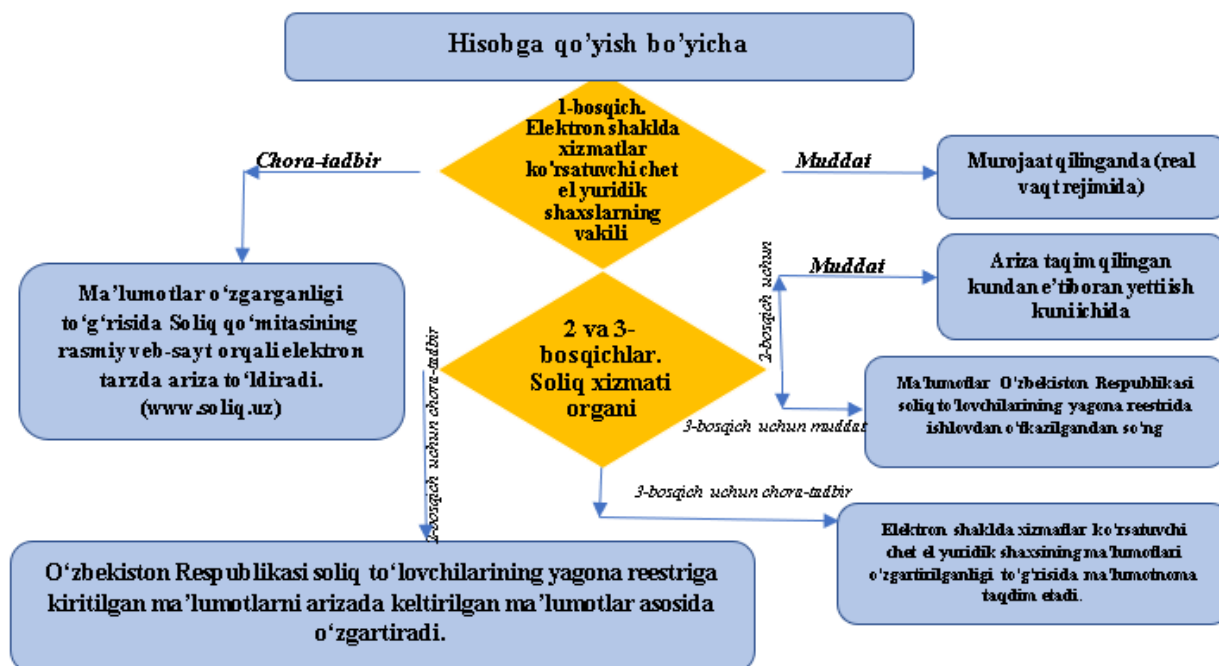 Hisobga qo’yish bo’yicha
1-bosqich.
Elektron shaklda
xizmatlar
ko'rsatuvchi chet
el yuridik
shaxslarning
vakili
Chora-tadbir
Muddat
Murojaat qilinganda (real
vaqt rejimida)
Ma’lumotlar o‘zgarganligi
to‘g‘risida Soliq qo‘mitasining
rasmiy veb-sayt orqali elektron
tarzda ariza to‘ldiradi.
(www.soliq.uz)
2-bosqich uchun
Muddat
Ariza taqim qilingan
kundan e’tiboran yetti ish
kuni ichida
2 va 3-
bosqichlar.
Soliq xizmati
organi
2-bosqich uchun chora-tadbir
3-bosqich uchun muddat
Ma'lumotlar O'zbekiston Respublikasi
soliq to'lovchilarining yagona reestrida
ishlovdan o'tkazilgandan so'ng
3-bosqich uchun chora-tadbir
Elektron shaklda xizmatlar ko'rsatuvchi
chet el yuridik shaxsining ma'lumotlari
o'zgartirilganligi to'g'risida ma'lumotnoma
taqdim etadi.
O‘zbekiston Respublikasi soliq to‘lovchilarining yagona reestriga
kiritilgan ma’lumotlarni arizada keltirilgan ma’lumotlar asosida
o‘zgartiradi.